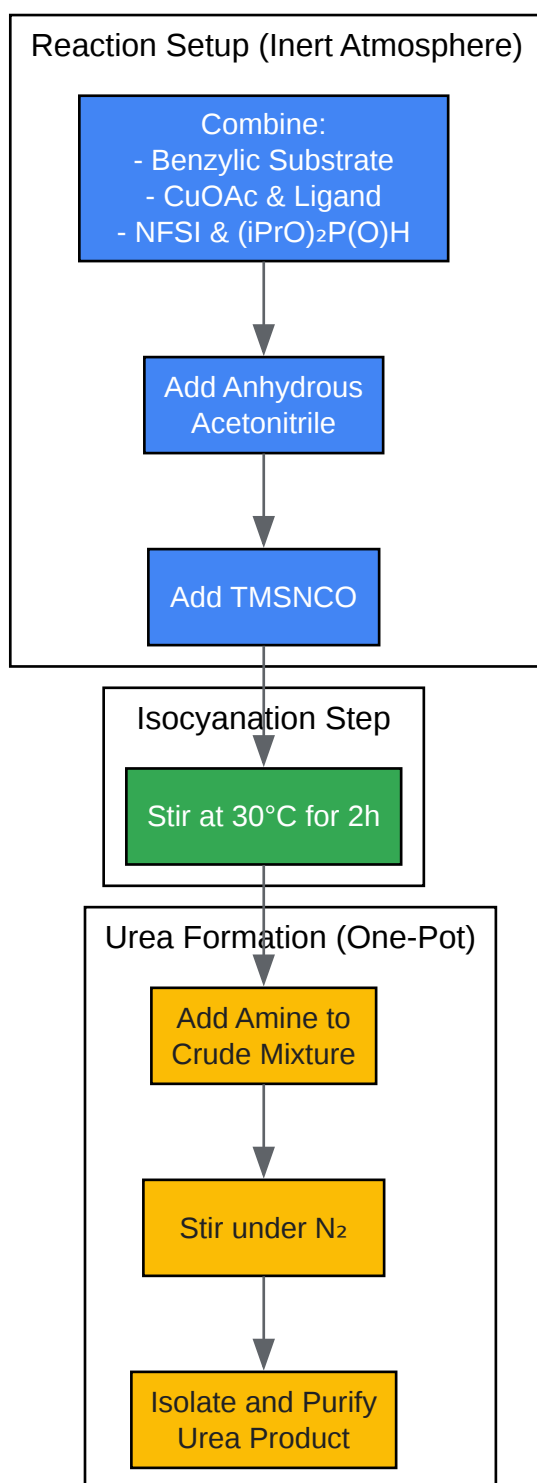 Reaction Setup (Inert Atmosphere)
Combine:
- Benzylic Substrate
- CuOAc & Ligand
- NFSI & (iPrO)₂P(O)H
Add Anhydrous
Acetonitrile
Add TMSNCO
Isocyanation Step
Stir at 30°C for 2h
Urea Formation (One-Pot)
Add Amine to
Crude Mixture
Stir under N₂
Isolate and Purify
Urea Product